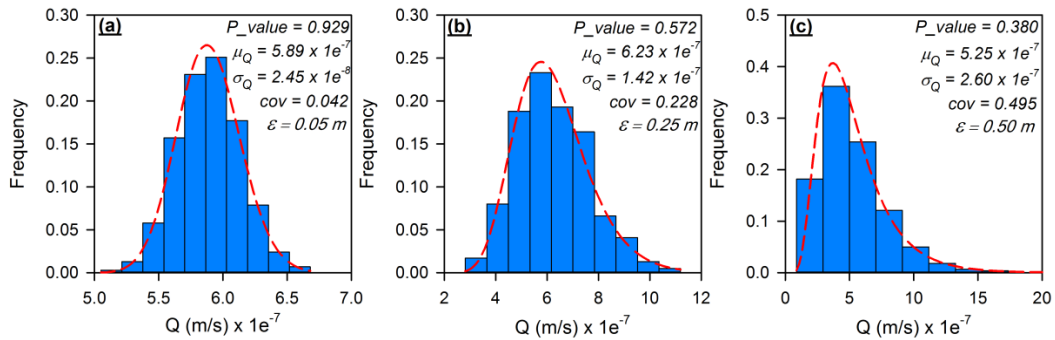 (a)
P_value = 0.929
μQ = 5.89 x 1e-7
σQ = 2.45 x 1e-8
cov = 0.042
ε = 0.05 m
Frequency
0.30
0.25
0.20
0.15
0.10
0.05
0.00
5.0 5.5 6.0 6.5 7.0
Q (m/s) x 1e-7
(b)
P_value = 0.572
μQ = 6.23 x 1e-7
σQ = 1.42 x 1e-7
cov = 0.228
ε = 0.25 m
Frequency
0.30
0.25
0.20
0.15
0.10
0.05
0.00
2 4 6 8 10 12
Q (m/s) x 1e-7
(c)
P_value = 0.380
μQ = 5.25 x 1e-7
σQ = 2.60 x 1e-7
cov = 0.495
ε = 0.50 m
Frequency
0.5
0.4
0.3
0.2
0.1
0.0
0 5 10 15 20
Q (m/s) x 1e-7